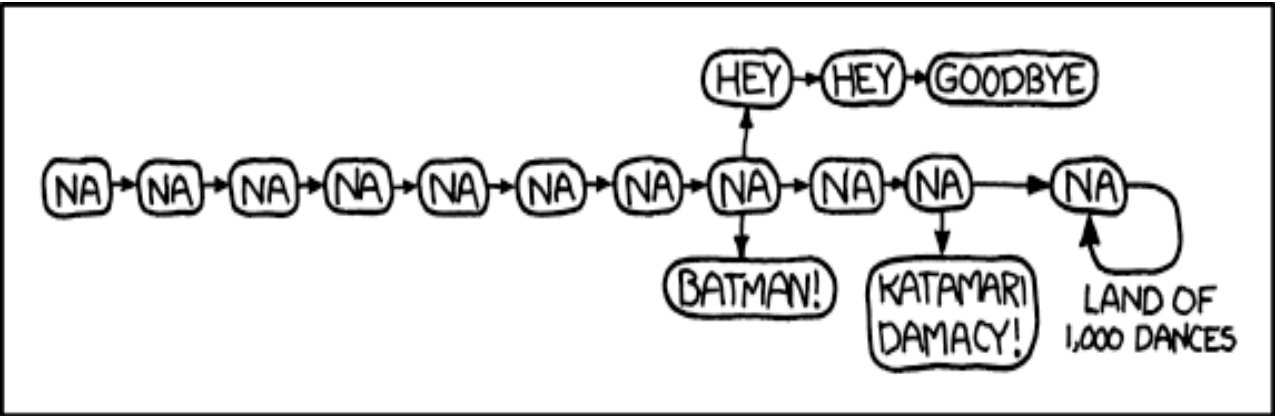 HEY HEY GOODBYE
NA NA NA NA NA NA NA NA NA NA NA
BATMAN!
KATAMARI
DAMACY!
LAND OF
1,000 DANCES